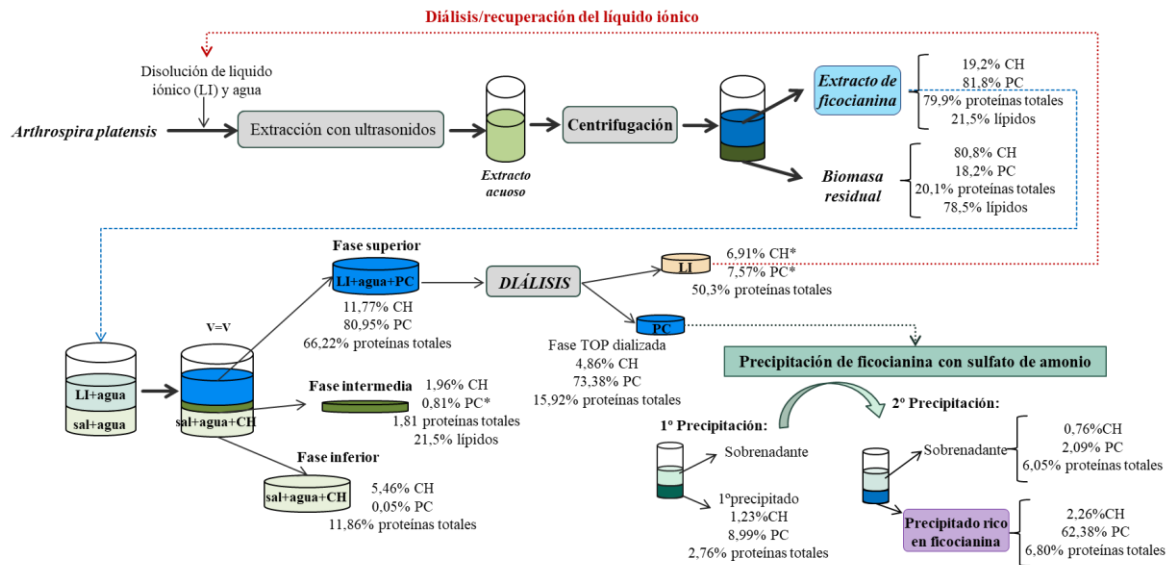 Diálisis/recuperación del líquido iónico
Disolución de liquido
iónico (LI) y agua
Arthrospira platensis
Extracción con ultrasonidos
Extracto
acuoso
Centrifugación
Extracto de
ficocianina
19,2% CH
81,8% PC
79,9% proteínas totales
21,5% lípidos
Biomasa
residual
80,8% CH
18,2% PC
20,1% proteínas totales
78,5% lípidos
LI+agua
sal+agua
V=V
sal+agua+CH
Fase superior
LI+agua+PC
11,77% CH
80,95% PC
66,22% proteínas totales
Fase intermedia
1,96% CH
0,81% PC*
1,81 proteínas totales
21,5% lípidos
Fase inferior
sal+agua+CH
5,46% CH
0,05% PC
11,86% proteínas totales
DIÁLISIS
LI
6,91% CH*
7,57% PC*
50,3% proteínas totales
PC
Fase TOP dializada
4,86% CH
73,38% PC
15,92% proteínas totales
Precipitación de ficocianina con sulfato de amonio
1º Precipitación:
Sobrenadante
1ºprecipitado
1,23%CH
8,99% PC
2,76% proteínas totales
2º Precipitación:
Sobrenadante
0,76%CH
2,09% PC
6,05% proteínas totales
Precipitado rico
en ficocianina
2,26%CH
62,38% PC
6,80% proteínas totales